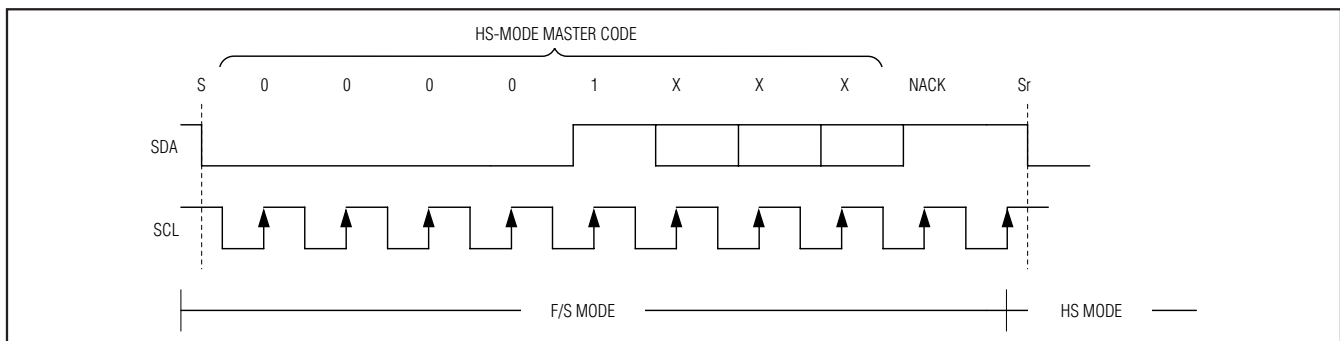 HS-MODE MASTER CODE
S 0 0 0 0 1 X X X NACK Sr
SDA
SCL
F/S MODE HS MODE